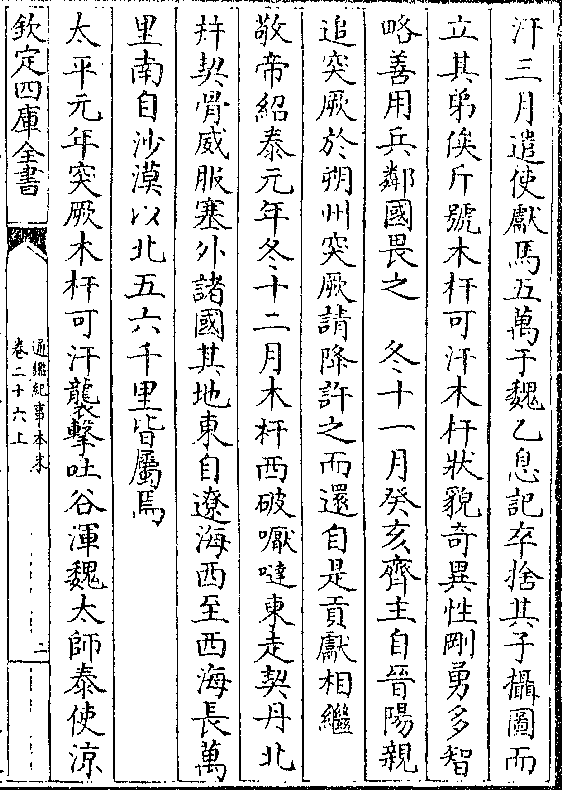 汗三月遣使獻馬五萬于魏乙息記卒捨其子攝圖而
立其弟俟斤號木杆可汗木杆狀貌竒異性剛勇多智
略善用兵鄰國畏之　冬十一月癸亥齊主自晉陽親
追突厥於朔州突厥請降許之而還自是貢獻相繼
敬帝紹泰元年冬十二月木杆西破嚈噠東走契丹北
幷契骨威服塞外諸國其地東自遼海西至西海長萬
里南自沙漠以北五六千里皆屬焉
太平元年突厥木杆可汗襲擊吐谷渾魏太師泰使涼
欽定四庫全書
通鑑紀事本末
卷二十六上
二